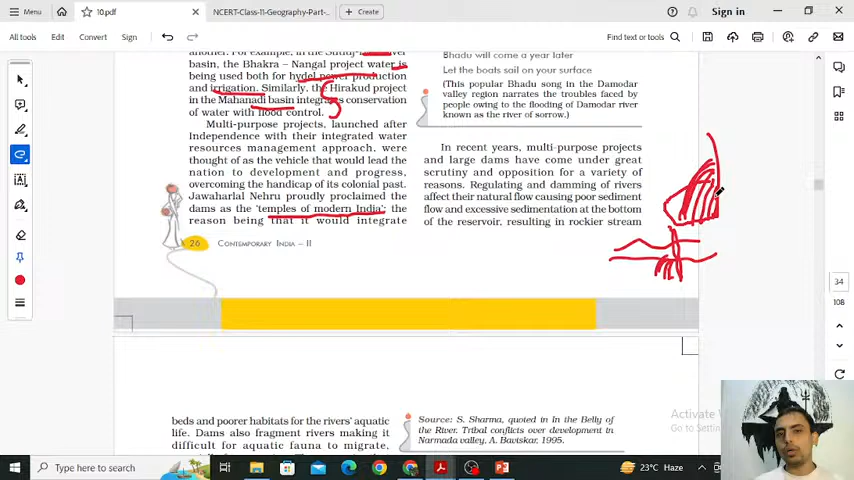 Menu
10.pdf
NCERT-Class-11-Geography-Part-..
Create
Sign in
All tools
Edit
Convert
Sign
Find text or tools
basin, the Bhakra – Nangal project water is
being used both for hydel power production
and irrigation. Similarly, the Hirakud project
in the Mahanadi basin integrates conservation
of water with flood control.
Multi-purpose projects, launched after
Independence with their integrated water
resources management approach, were
thought of as the vehicle that would lead the
nation to development and progress,
overcoming the handicap of its colonial past.
Jawaharlal Nehru proudly proclaimed the
dams as the 'temples of modern India'; the
reason being that it would integrate
26 CONTEMPORARY INDIA – II
Bhadu will come a year later
Let the boats sail on your surface
(This popular Bhadu song in the Damodar
valley region narrates the troubles faced by
people owing to the flooding of Damodar river
known as the river of sorrow.)
In recent years, multi-purpose projects
and large dams have come under great
scrutiny and opposition for a variety of
reasons. Regulating and damming of rivers
affect their natural flow causing poor sediment
flow and excessive sedimentation at the bottom
of the reservoir, resulting in rockier stream
beds and poorer habitats for the rivers' aquatic
life. Dams also fragment rivers making it
difficult for aquatic fauna to migrate,
Source: S. Sharma, quoted in In the Belly of
the River. Tribal conflicts over development in
Narmada valley, A. Baviskar, 1995.
34
108
Activate
Go to Setting
Type here to search
23°C Haze